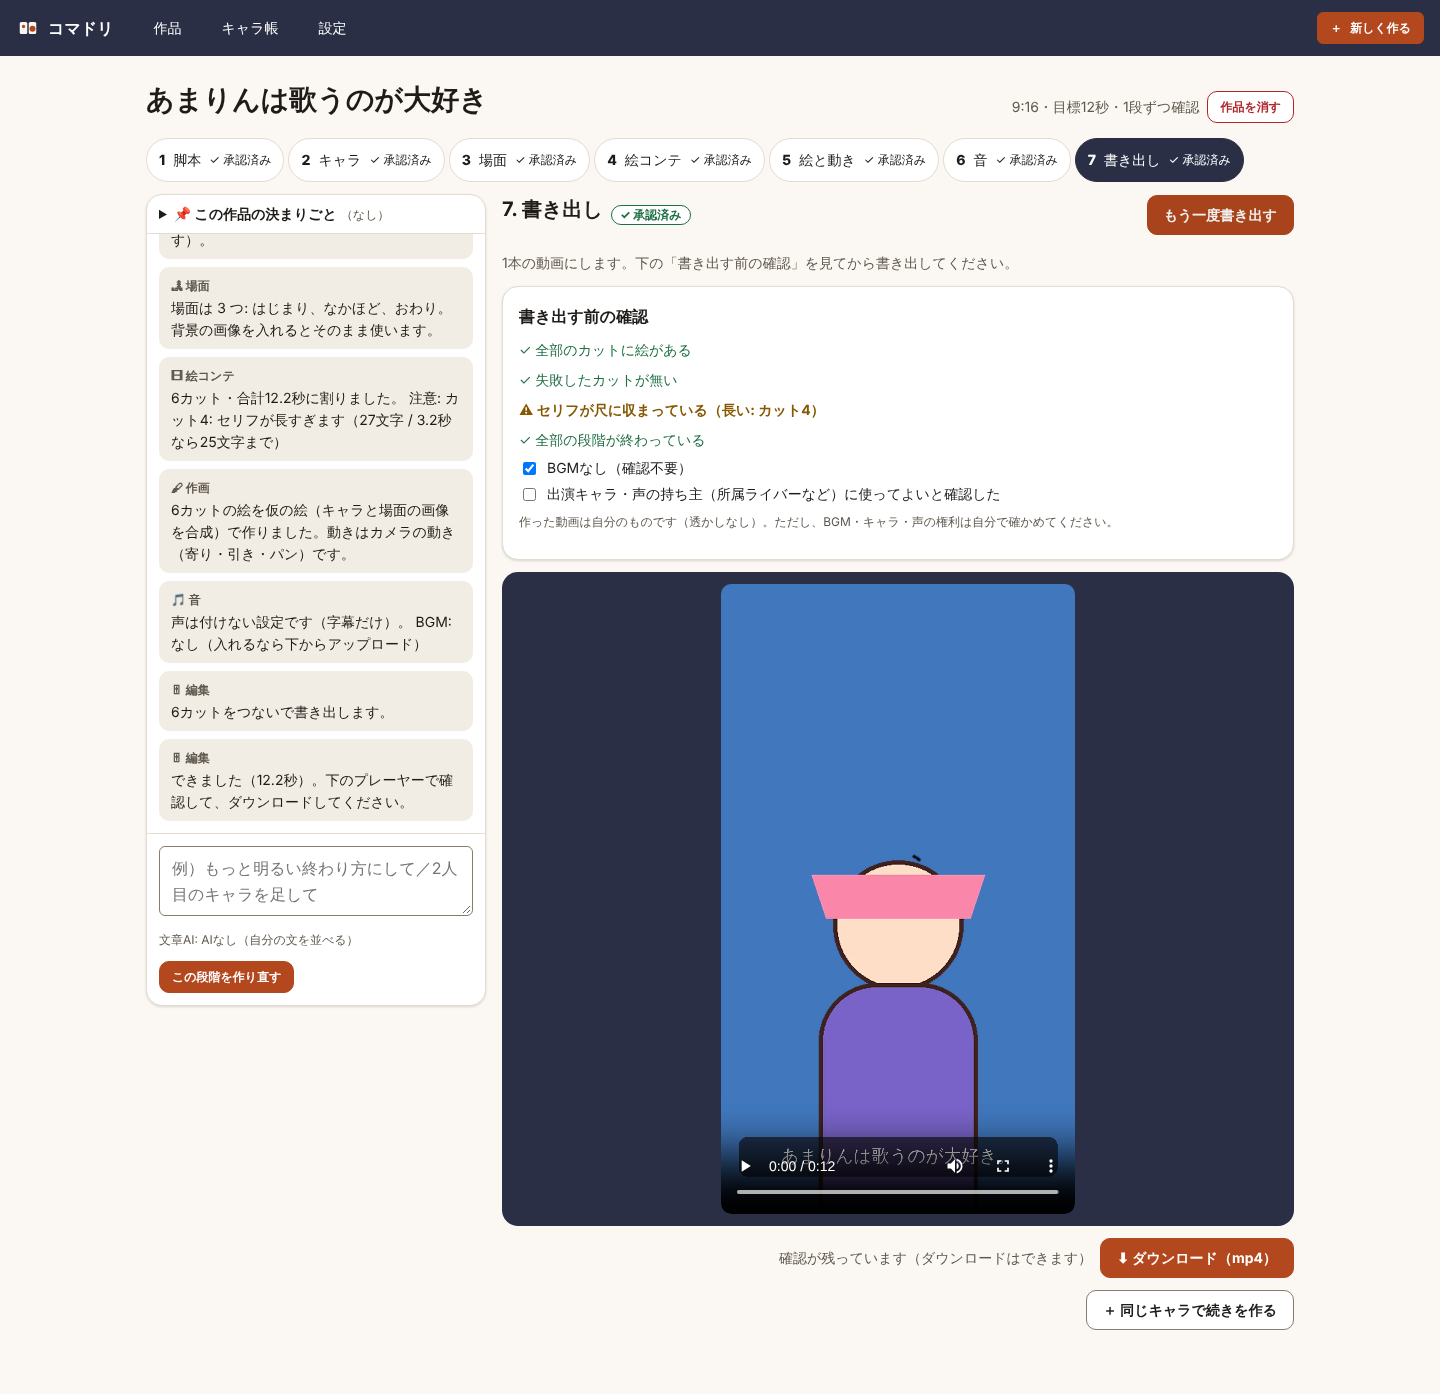 コマドリ 作品 キャラ帳 設定 ＋ 新しく作る
あまりんは歌うのが大好き
9:16・目標12秒・1段ずつ確認 作品を消す
1 脚本 ✓ 承認済み 2 キャラ ✓ 承認済み 3 場面 ✓ 承認済み 4 絵コンテ ✓ 承認済み 5 絵と動き ✓ 承認済み 6 音 ✓ 承認済み 7 書き出し ✓ 承認済み
▶ 📌 この作品の決まりごと （なし）
す）。
場面
場面は 3 つ: はじまり、なかほど、おわり。
背景の画像を入れるとそのまま使います。
絵コンテ
6カット・合計12.2秒に割りました。 注意: カ
ット4: セリフが長すぎます（27文字 / 3.2秒
なら25文字まで）
作画
6カットの絵を仮の絵（キャラと場面の画像
を合成）で作りました。動きはカメラの動き
（寄り・引き・パン）です。
音
声は付けない設定です（字幕だけ）。 BGM:
なし（入れるなら下からアップロード）
編集
6カットをつないで書き出します。
編集
できました（12.2秒）。下のプレーヤーで確
認して、ダウンロードしてください。
例）もっと明るい終わり方にして／2人
目のキャラを足して
文章AI: AIなし（自分の文を並べる）
この段階を作り直す
7. 書き出し ✓ 承認済み もう一度書き出す
1本の動画にします。下の「書き出す前の確認」を見てから書き出してください。
書き出す前の確認
✓ 全部のカットに絵がある
✓ 失敗したカットが無い
⚠ セリフが尺に収まっている（長い: カット4）
✓ 全部の段階が終わっている
BGMなし（確認不要）
出演キャラ・声の持ち主（所属ライバーなど）に使ってよいと確認した
作った動画は自分のものです（透かしなし）。ただし、BGM・キャラ・声の権利は自分で確かめてください。
あまりんは歌うのが大好き
0:00 / 0:12
確認が残っています（ダウンロードはできます） ⬇ ダウンロード（mp4）
＋ 同じキャラで続きを作る